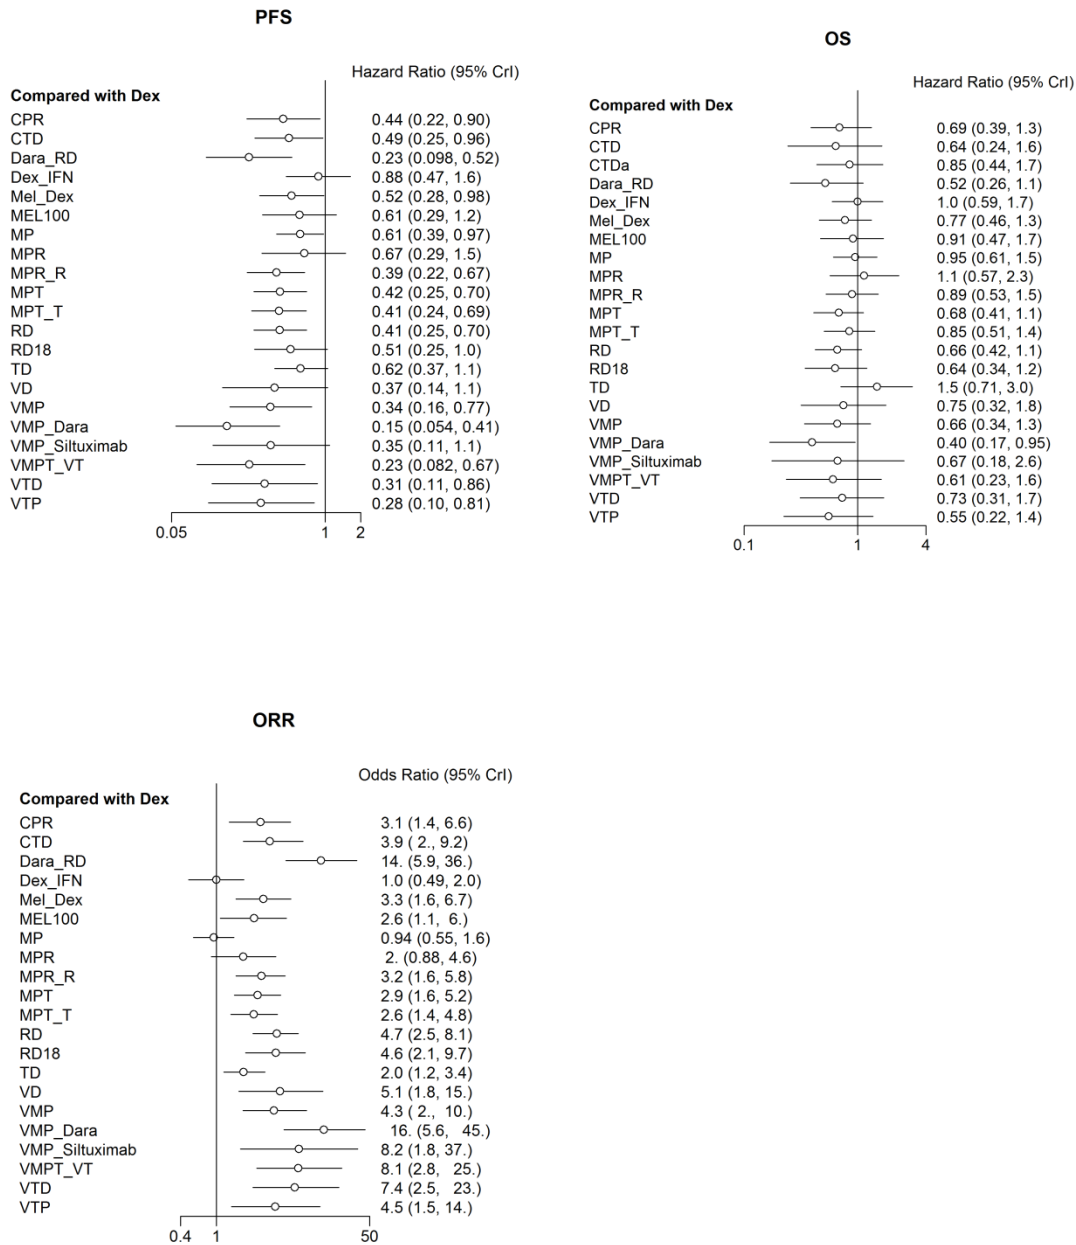 PFS
Hazard Ratio (95% CrI)
Compared with Dex
CPR 0.44 (0.22, 0.90)
CTD 0.49 (0.25, 0.96)
Dara_RD 0.23 (0.098, 0.52)
Dex_IFN 0.88 (0.47, 1.6)
Mel_Dex 0.52 (0.28, 0.98)
MEL100 0.61 (0.29, 1.2)
MP 0.61 (0.39, 0.97)
MPR 0.67 (0.29, 1.5)
MPR_R 0.39 (0.22, 0.67)
MPT 0.42 (0.25, 0.70)
MPT_T 0.41 (0.24, 0.69)
RD 0.41 (0.25, 0.70)
RD18 0.51 (0.25, 1.0)
TD 0.62 (0.37, 1.1)
VD 0.37 (0.14, 1.1)
VMP 0.34 (0.16, 0.77)
VMP_Dara 0.15 (0.054, 0.41)
VMP_Siltuximab 0.35 (0.11, 1.1)
VMPT_VT 0.23 (0.082, 0.67)
VTD 0.31 (0.11, 0.86)
VTP 0.28 (0.10, 0.81)
0.05 1 2
OS
Hazard Ratio (95% CrI)
Compared with Dex
CPR 0.69 (0.39, 1.3)
CTD 0.64 (0.24, 1.6)
CTDa 0.85 (0.44, 1.7)
Dara_RD 0.52 (0.26, 1.1)
Dex_IFN 1.0 (0.59, 1.7)
Mel_Dex 0.77 (0.46, 1.3)
MEL100 0.91 (0.47, 1.7)
MP 0.95 (0.61, 1.5)
MPR 1.1 (0.57, 2.3)
MPR_R 0.89 (0.53, 1.5)
MPT 0.68 (0.41, 1.1)
MPT_T 0.85 (0.51, 1.4)
RD 0.66 (0.42, 1.1)
RD18 0.64 (0.34, 1.2)
TD 1.5 (0.71, 3.0)
VD 0.75 (0.32, 1.8)
VMP 0.66 (0.34, 1.3)
VMP_Dara 0.40 (0.17, 0.95)
VMP_Siltuximab 0.67 (0.18, 2.6)
VMPT_VT 0.61 (0.23, 1.6)
VTD 0.73 (0.31, 1.7)
VTP 0.55 (0.22, 1.4)
0.1 1 4
ORR
Odds Ratio (95% CrI)
Compared with Dex
CPR 3.1 (1.4, 6.6)
CTD 3.9 ( 2., 9.2)
Dara_RD 14. (5.9, 36.)
Dex_IFN 1.0 (0.49, 2.0)
Mel_Dex 3.3 (1.6, 6.7)
MEL100 2.6 (1.1, 6.)
MP 0.94 (0.55, 1.6)
MPR 2. (0.88, 4.6)
MPR_R 3.2 (1.6, 5.8)
MPT 2.9 (1.6, 5.2)
MPT_T 2.6 (1.4, 4.8)
RD 4.7 (2.5, 8.1)
RD18 4.6 (2.1, 9.7)
TD 2.0 (1.2, 3.4)
VD 5.1 (1.8, 15.)
VMP 4.3 ( 2., 10.)
VMP_Dara 16. (5.6, 45.)
VMP_Siltuximab 8.2 (1.8, 37.)
VMPT_VT 8.1 (2.8, 25.)
VTD 7.4 (2.5, 23.)
VTP 4.5 (1.5, 14.)
0.4 1 50